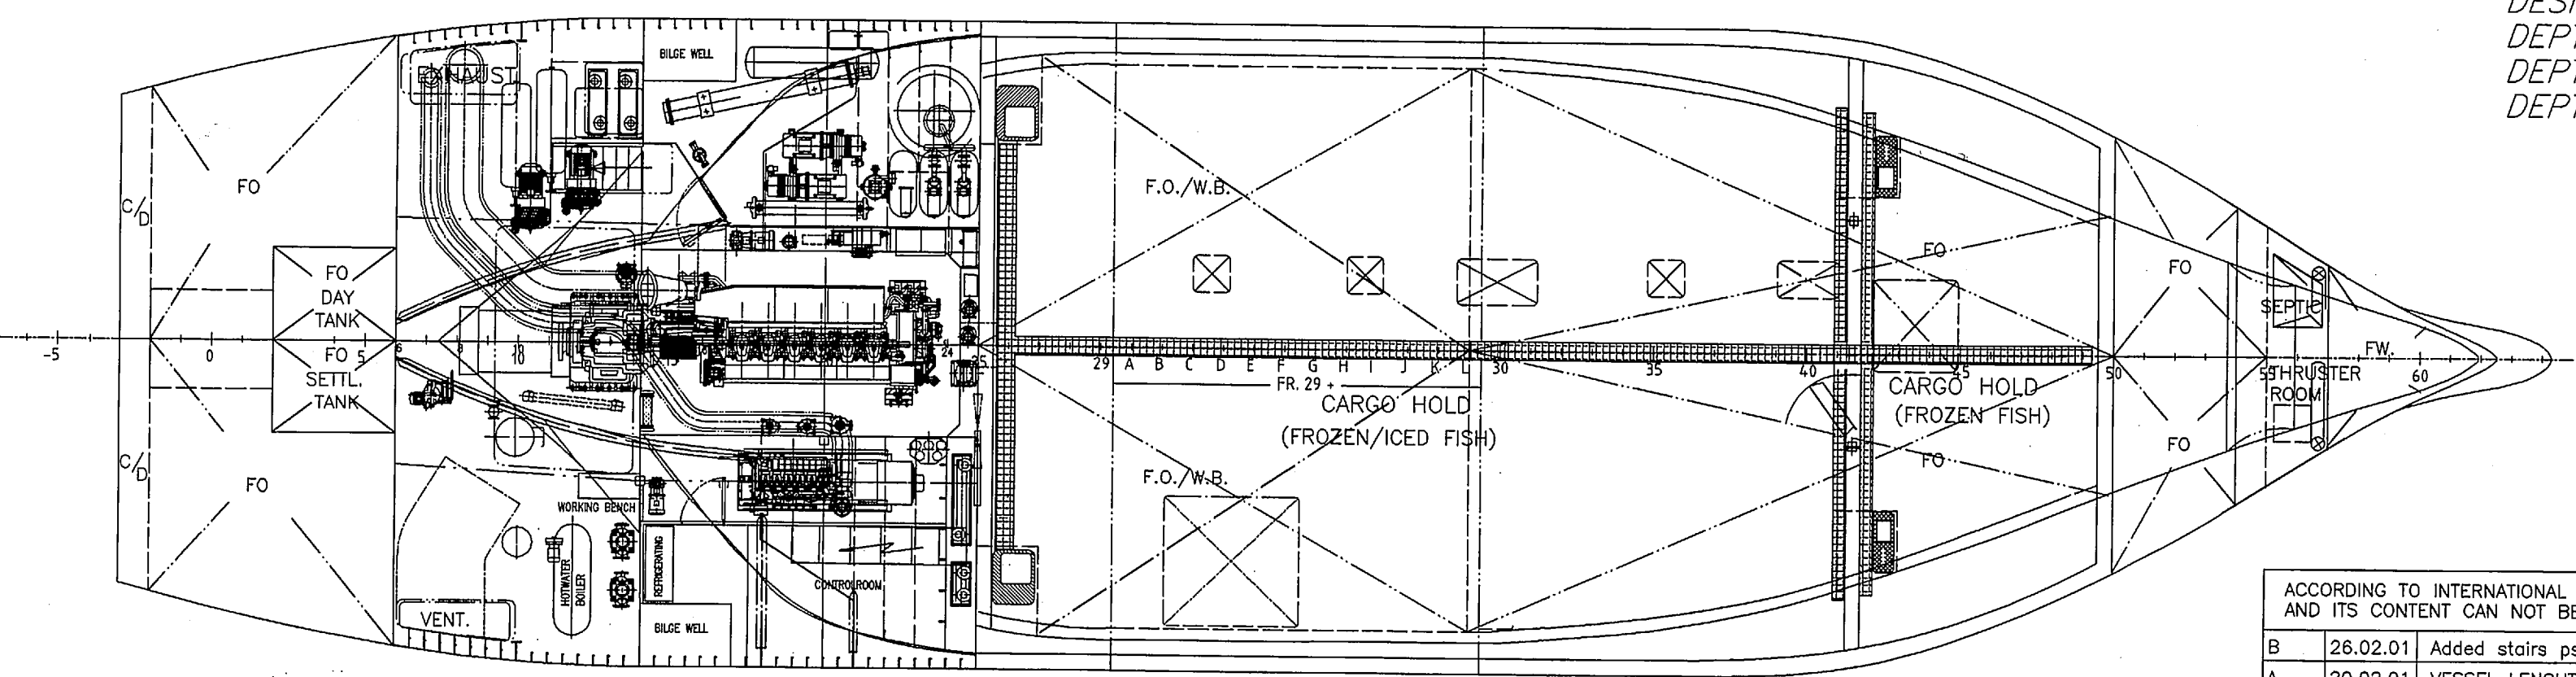 DEPT
DEPT
DEPT
BILGE WELL
EXHAUST
FO
F.O./W.B.
C/D
FO
FO
FO
DAY
TANK
SEPTIC
-5
0
5
6
8
10
24
25
29
A
B
C
D
E
F
G
H
I
J
K
L
30
35
40
45
50
55
60
FW.
FO
SETTL.
TANK
FR. 29 +
THRUSTER
ROOM
CARGO HOLD
(FROZEN/ICED FISH)
CARGO HOLD
(FROZEN FISH)
C/D
FO
FO
FO
F.O./W.B.
WORKING BENCH
HOTWATER
BOILER
REFRIGERATING
CONTROLROOM
VENT.
BILGE WELL
ACCORDING TO INTERNATIONAL
AND ITS CONTENT CAN NOT BE
B 26.02.01 Added stairs ps